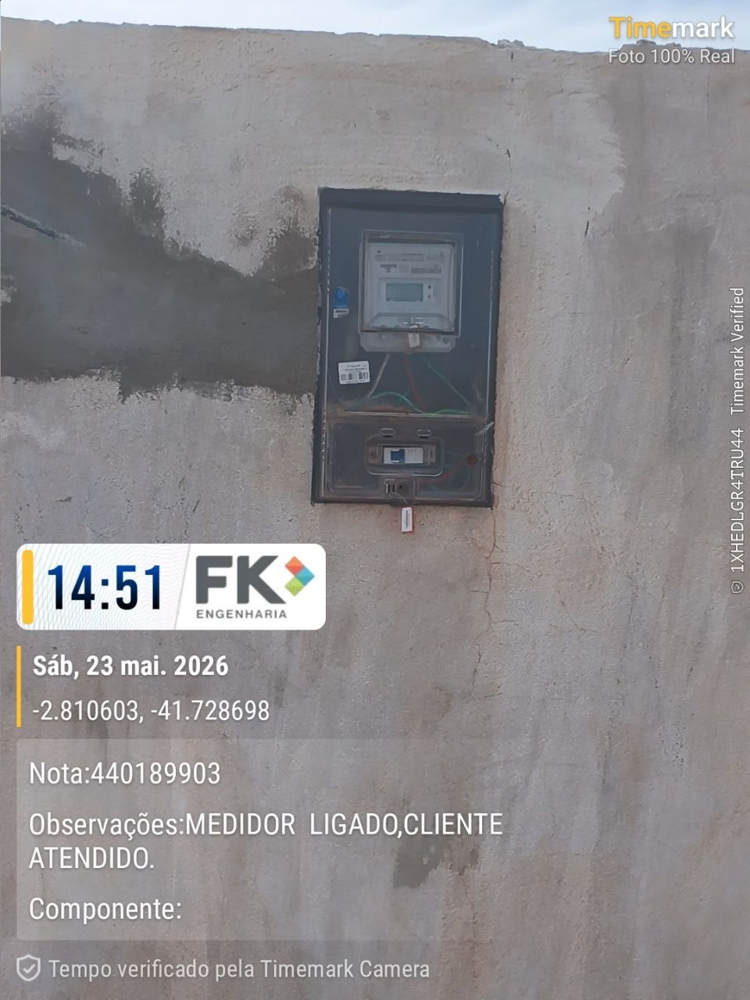 Timemark
Foto 100% Real
1XHEDLGR4TRU44 Timemark Verified
14:51
FK
ENGENHARIA
Sáb, 23 mai. 2026
-2.810603, -41.728698
Nota:440189903
Observações:MEDIDOR LIGADO,CLIENTE
ATENDIDO.
Componente:
Tempo verificado pela Timemark Camera